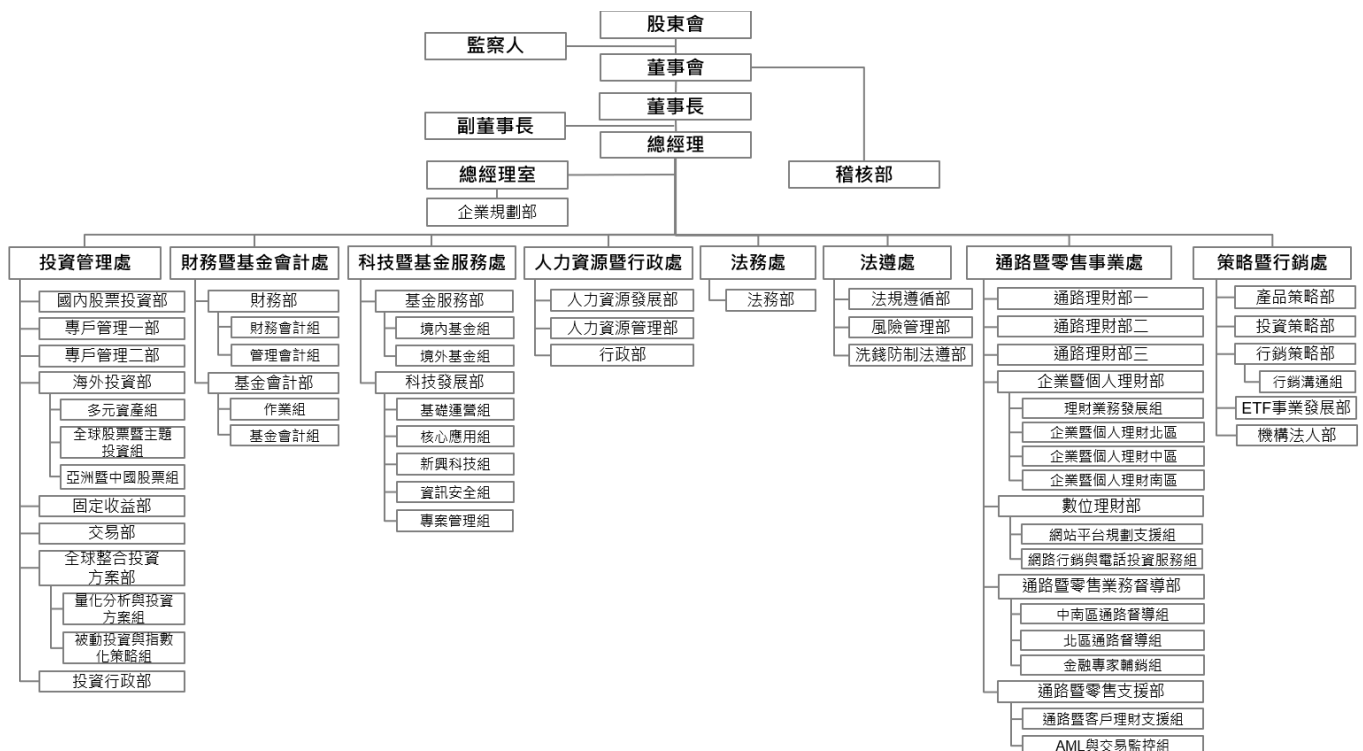 股東會
監察人
董事會
董事長
副董事長
總經理
總經理室
稽核部
企業規劃部
投資管理處
國內股票投資部
專戶管理一部
專戶管理二部
海外投資部
多元資產組
全球股票暨主題
投資組
亞洲暨中國股票組
固定收益部
交易部
全球整合投資
方案部
量化分析與投資
方案組
被動投資與指數
化策略組
投資行政部
財務暨基金會計處
財務部
財務會計組
管理會計組
基金會計部
作業組
基金會計組
科技暨基金服務處
基金服務部
境內基金組
境外基金組
科技發展部
基礎運營組
核心應用組
新興科技組
資訊安全組
專案管理組
人力資源暨行政處
人力資源發展部
人力資源管理部
行政部
法務處
法務部
法遵處
法規遵循部
風險管理部
洗錢防制法遵部
通路暨零售事業處
通路理財部一
通路理財部二
通路理財部三
企業暨個人理財部
理財業務發展組
企業暨個人理財北區
企業暨個人理財中區
企業暨個人理財南區
數位理財部
網站平台規劃支援組
網路行銷與電話投資服務組
通路暨零售業務督導部
中南區通路督導組
北區通路督導組
金融專家輔銷組
通路暨零售支援部
通路暨客戶理財支援組
AML與交易監控組
策略暨行銷處
產品策略部
投資策略部
行銷策略部
行銷溝通組
ETF事業發展部
機構法人部